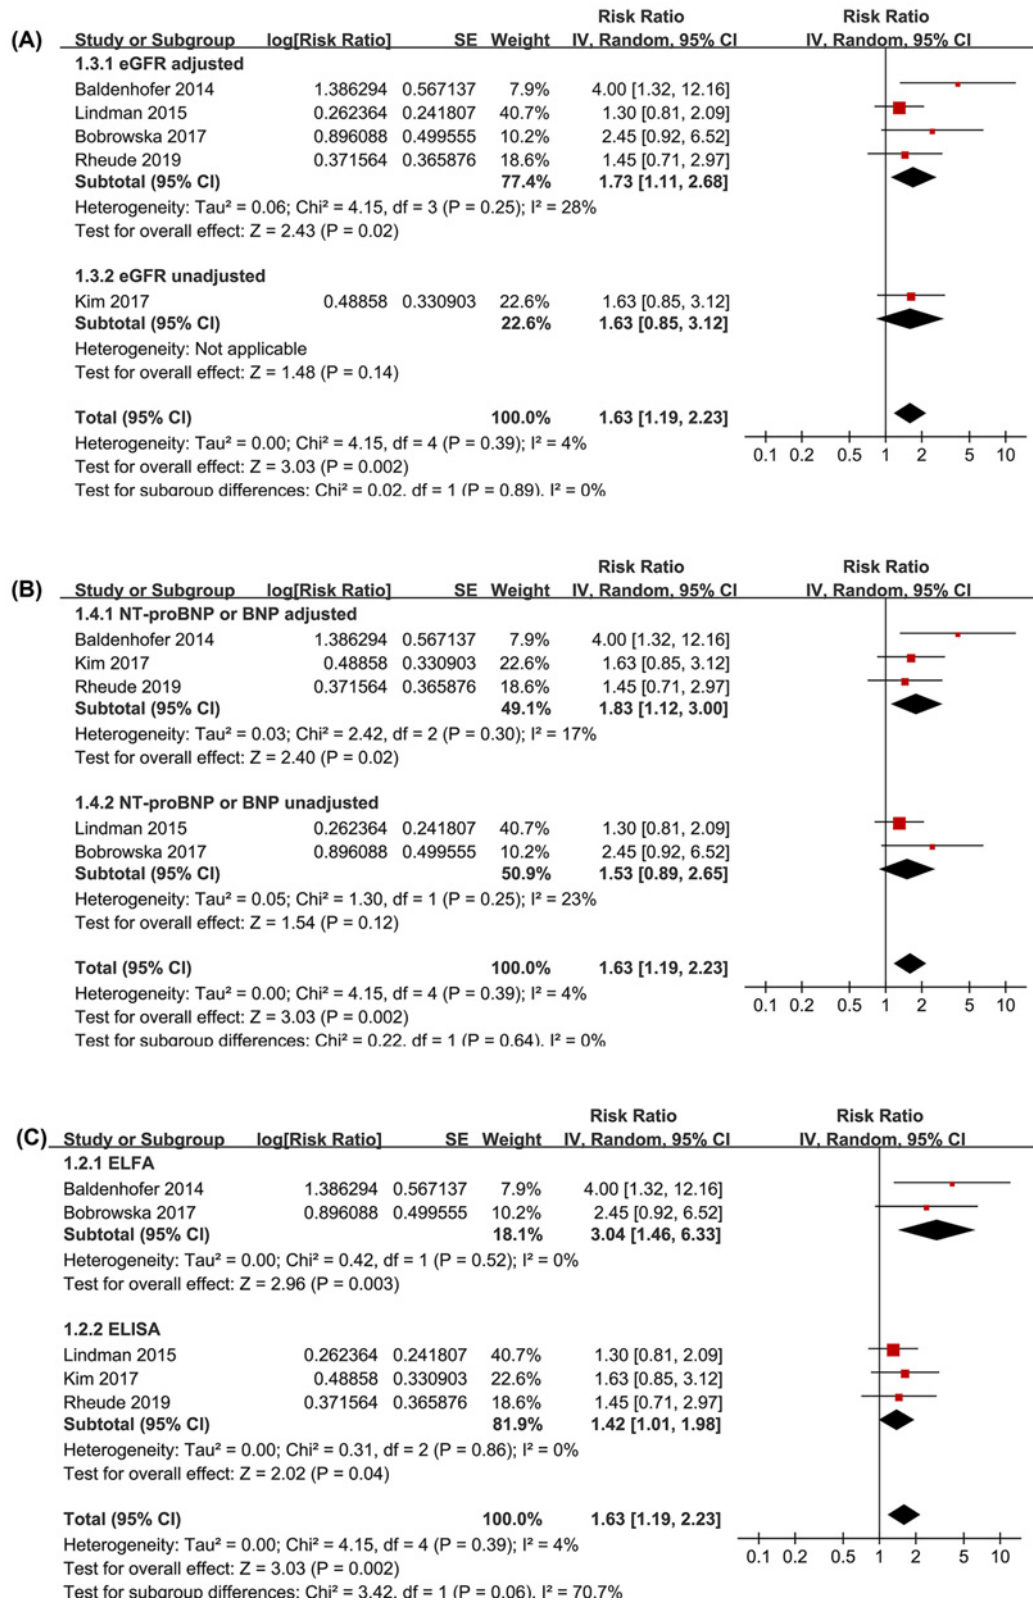 Risk Ratio Risk Ratio
(A) Study or Subgroup log[Risk Ratio] SE Weight IV, Random, 95% CI IV, Random, 95% CI
1.3.1 eGFR adjusted
Baldenhofer 2014 1.386294 0.567137 7.9% 4.00 [1.32, 12.16]
Lindman 2015 0.262364 0.241807 40.7% 1.30 [0.81, 2.09]
Bobrowska 2017 0.896088 0.499555 10.2% 2.45 [0.92, 6.52]
Rheude 2019 0.371564 0.365876 18.6% 1.45 [0.71, 2.97]
Subtotal (95% CI) 77.4% 1.73 [1.11, 2.68]
Heterogeneity: Tau² = 0.06; Chi² = 4.15, df = 3 (P = 0.25); I² = 28%
Test for overall effect: Z = 2.43 (P = 0.02)
1.3.2 eGFR unadjusted
Kim 2017 0.48858 0.330903 22.6% 1.63 [0.85, 3.12]
Subtotal (95% CI) 22.6% 1.63 [0.85, 3.12]
Heterogeneity: Not applicable
Test for overall effect: Z = 1.48 (P = 0.14)
Total (95% CI) 100.0% 1.63 [1.19, 2.23]
Heterogeneity: Tau² = 0.00; Chi² = 4.15, df = 4 (P = 0.39); I² = 4%
0.1 0.2 0.5 1 2 5 10
Test for overall effect: Z = 3.03 (P = 0.002)
Test for subgroup differences: Chi² = 0.02, df = 1 (P = 0.89), I² = 0%
Risk Ratio Risk Ratio
(B) Study or Subgroup log[Risk Ratio] SE Weight IV, Random, 95% CI IV, Random, 95% CI
1.4.1 NT-proBNP or BNP adjusted
Baldenhofer 2014 1.386294 0.567137 7.9% 4.00 [1.32, 12.16]
Kim 2017 0.48858 0.330903 22.6% 1.63 [0.85, 3.12]
Rheude 2019 0.371564 0.365876 18.6% 1.45 [0.71, 2.97]
Subtotal (95% CI) 49.1% 1.83 [1.12, 3.00]
Heterogeneity: Tau² = 0.03; Chi² = 2.42, df = 2 (P = 0.30); I² = 17%
Test for overall effect: Z = 2.40 (P = 0.02)
1.4.2 NT-proBNP or BNP unadjusted
Lindman 2015 0.262364 0.241807 40.7% 1.30 [0.81, 2.09]
Bobrowska 2017 0.896088 0.499555 10.2% 2.45 [0.92, 6.52]
Subtotal (95% CI) 50.9% 1.53 [0.89, 2.65]
Heterogeneity: Tau² = 0.05; Chi² = 1.30, df = 1 (P = 0.25); I² = 23%
Test for overall effect: Z = 1.54 (P = 0.12)
Total (95% CI) 100.0% 1.63 [1.19, 2.23]
Heterogeneity: Tau² = 0.00; Chi² = 4.15, df = 4 (P = 0.39); I² = 4%
0.1 0.2 0.5 1 2 5 10
Test for overall effect: Z = 3.03 (P = 0.002)
Test for subgroup differences: Chi² = 0.22, df = 1 (P = 0.64), I² = 0%
Risk Ratio Risk Ratio
(C) Study or Subgroup log[Risk Ratio] SE Weight IV, Random, 95% CI IV, Random, 95% CI
1.2.1 ELFA
Baldenhofer 2014 1.386294 0.567137 7.9% 4.00 [1.32, 12.16]
Bobrowska 2017 0.896088 0.499555 10.2% 2.45 [0.92, 6.52]
Subtotal (95% CI) 18.1% 3.04 [1.46, 6.33]
Heterogeneity: Tau² = 0.00; Chi² = 0.42, df = 1 (P = 0.52); I² = 0%
Test for overall effect: Z = 2.96 (P = 0.003)
1.2.2 ELISA
Lindman 2015 0.262364 0.241807 40.7% 1.30 [0.81, 2.09]
Kim 2017 0.48858 0.330903 22.6% 1.63 [0.85, 3.12]
Rheude 2019 0.371564 0.365876 18.6% 1.45 [0.71, 2.97]
Subtotal (95% CI) 81.9% 1.42 [1.01, 1.98]
Heterogeneity: Tau² = 0.00; Chi² = 0.31, df = 2 (P = 0.86); I² = 0%
Test for overall effect: Z = 2.02 (P = 0.04)
Total (95% CI) 100.0% 1.63 [1.19, 2.23]
Heterogeneity: Tau² = 0.00; Chi² = 4.15, df = 4 (P = 0.39); I² = 4%
0.1 0.2 0.5 1 2 5 10
Test for overall effect: Z = 3.03 (P = 0.002)
Test for subgroup differences: Chi² = 3.42, df = 1 (P = 0.06), I² = 70.7%